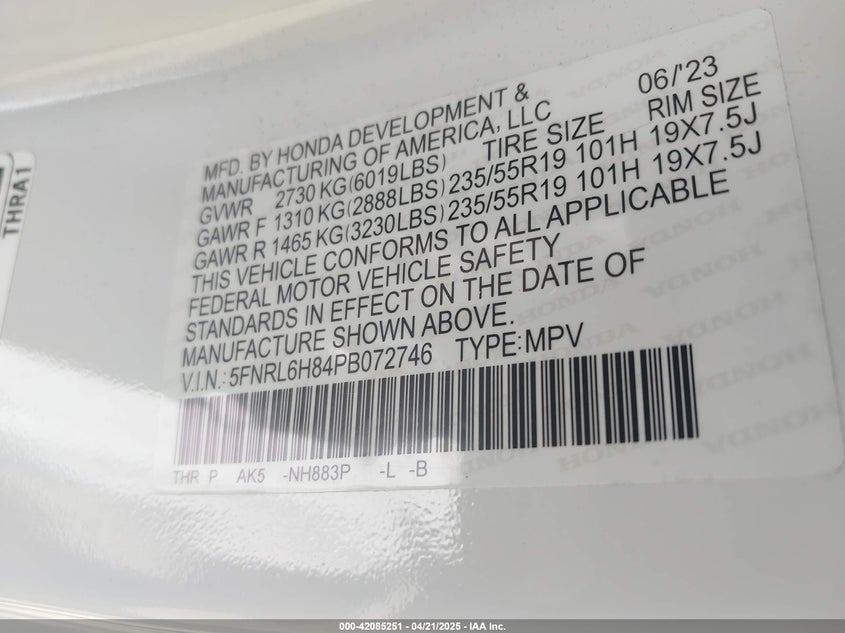 THRA1
06/'23
MFD. BY HONDA DEVELOPMENT &
MANUFACTURING OF AMERICA, LLC
GVWR 2730 KG(6019LBS) TIRE SIZE RIM SIZE
GAWR F 1310 KG(2888LBS) 235/55R19 101H 19X7.5J
GAWR R 1465 KG(3230LBS) 235/55R19 101H 19X7.5J
THIS VEHICLE CONFORMS TO ALL APPLICABLE
FEDERAL MOTOR VEHICLE SAFETY
STANDARDS IN EFFECT ON THE DATE OF
MANUFACTURE SHOWN ABOVE.
V.I.N.: 5FNRL6H84PB072746 TYPE:MPV
THR P AK5 -NH883P -L -B
000-42085251 - 04/21/2025 - IAA Inc.